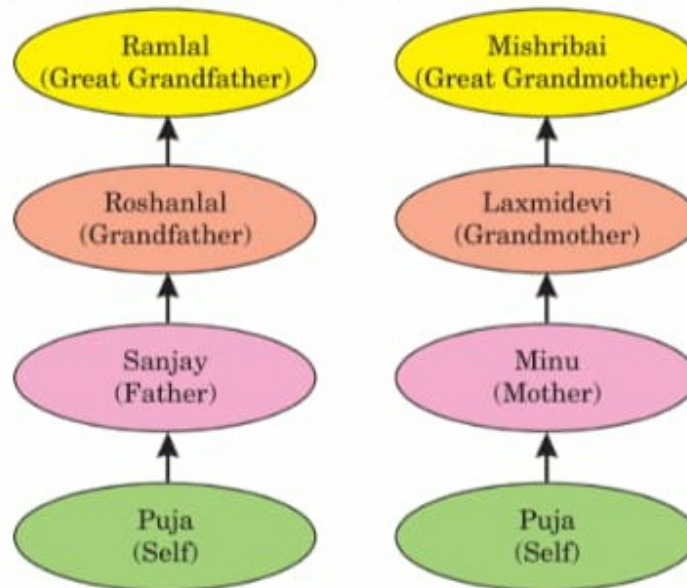 Ramlal
(Great Grandfather)
Roshanlal
(Grandfather)
Sanjay
(Father)
Puja
(Self)
Mishribai
(Great Grandmother)
Laxmidevi
(Grandmother)
Minu
(Mother)
Puja
(Self)